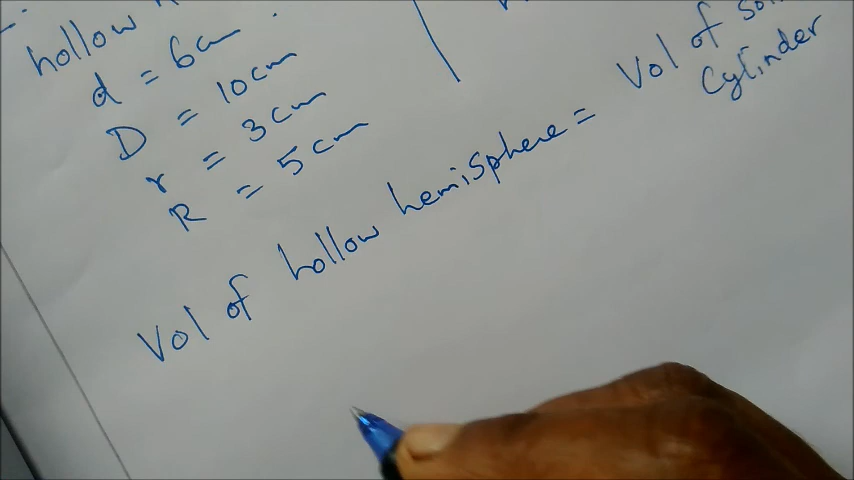 hollow
d = 6cm
D = 10cm
r = 3cm
R = 5cm
Vol of hollow hemisphere = Vol of
Cylinder